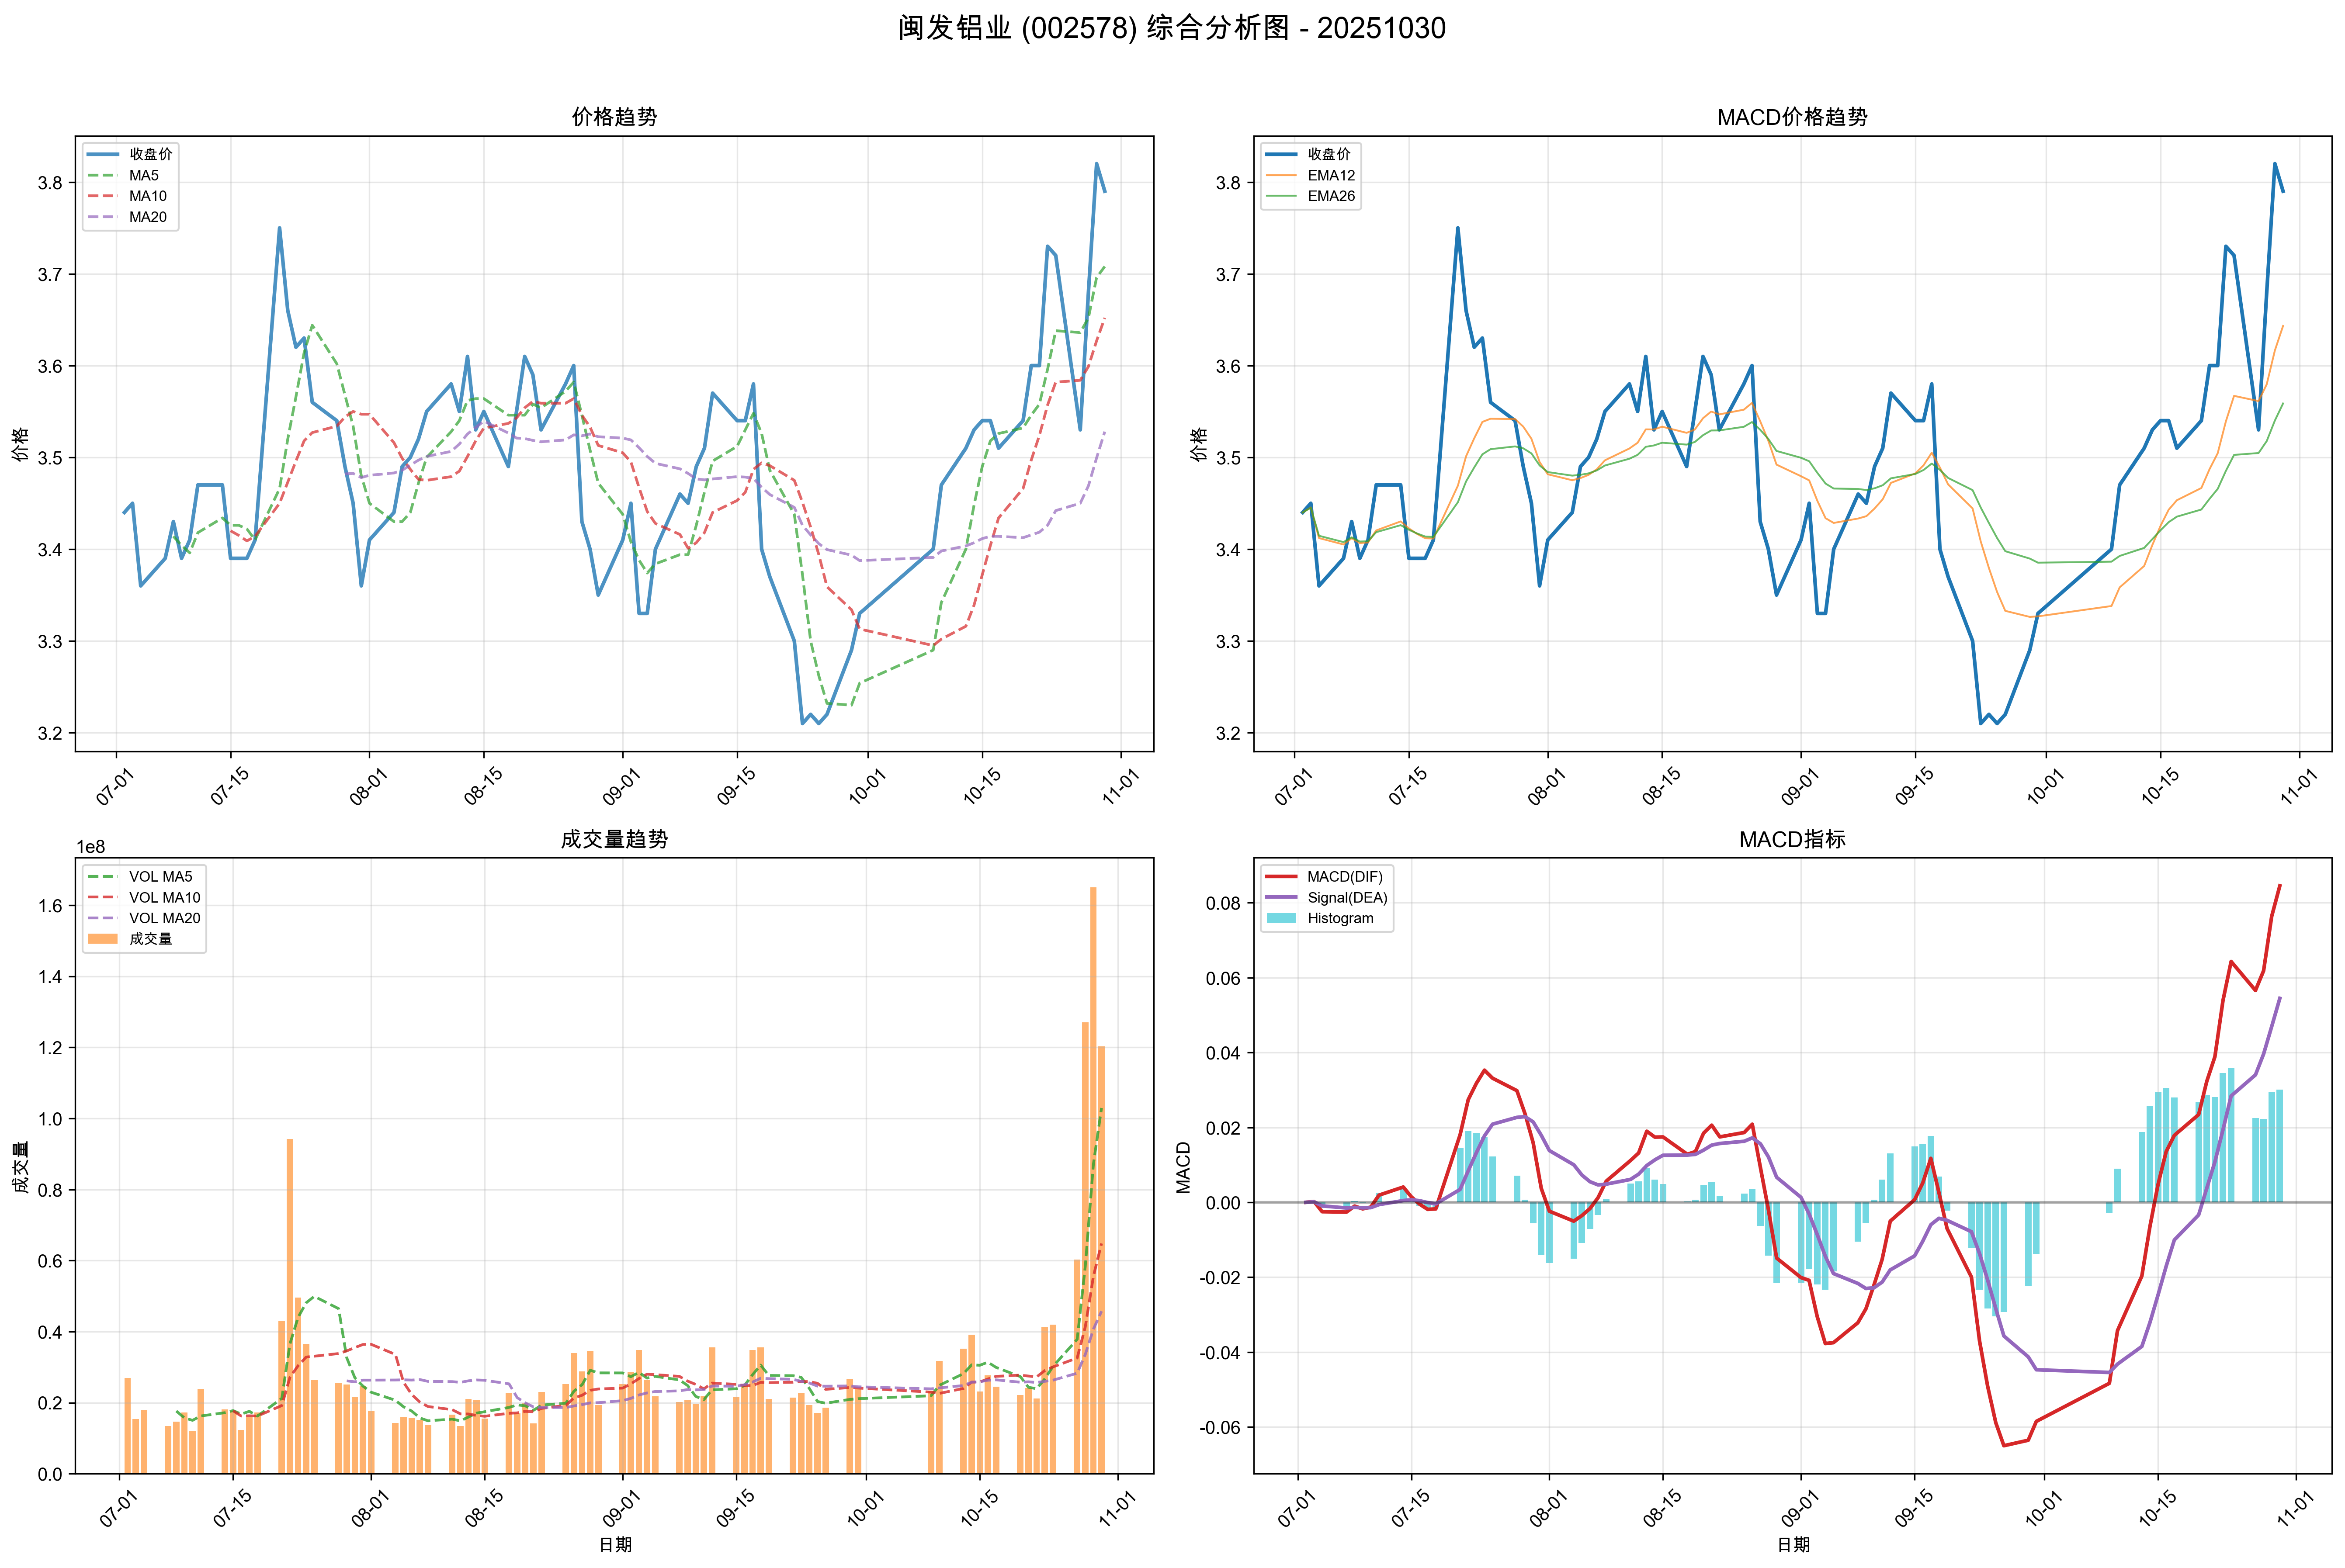 闽发铝业 (002578) 综合分析图 - 20251030
价格趋势
收盘价
MA5
MA10
MA20
价格
3.8
3.7
3.6
3.5
3.4
3.3
3.2
07-01
07-15
08-01
08-15
09-01
09-15
10-01
10-15
11-01
MACD价格趋势
收盘价
EMA12
EMA26
价格
3.8
3.7
3.6
3.5
3.4
3.3
3.2
07-01
07-15
08-01
08-15
09-01
09-15
10-01
10-15
11-01
成交量趋势
1e8
VOL MA5
VOL MA10
VOL MA20
成交量
成交量
1.6
1.4
1.2
1.0
0.8
0.6
0.4
0.2
0.0
07-01
07-15
08-01
08-15
09-01
09-15
10-01
10-15
11-01
日期
MACD指标
MACD(DIF)
Signal(DEA)
Histogram
MACD
0.08
0.06
0.04
0.02
0.00
-0.02
-0.04
-0.06
07-01
07-15
08-01
08-15
09-01
09-15
10-01
10-15
11-01
日期